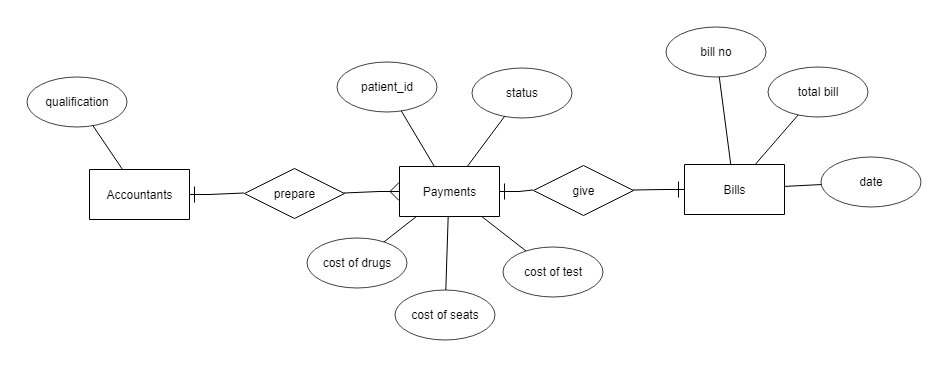 bill no
patient_id
status
total bill
qualification
date
Accountants
prepare
Payments
give
Bills
cost of drugs
cost of test
cost of seats